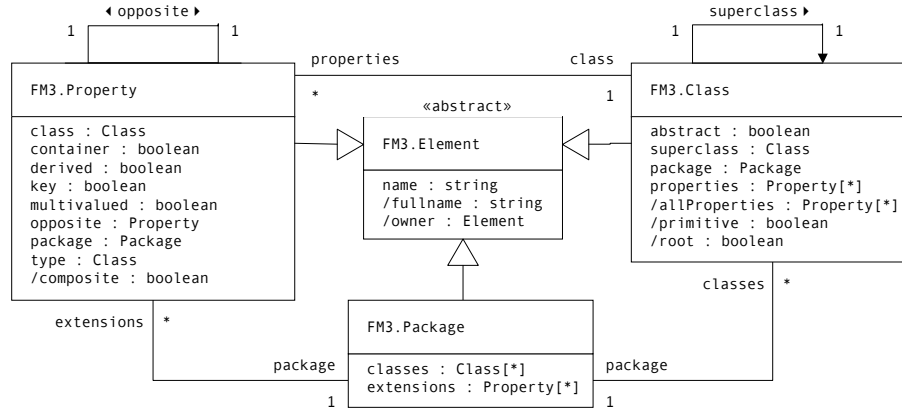 ◂ opposite ▸
1 1
superclass ▸
1 1
properties class
* 1
FM3.Property
class : Class
container : boolean
derived : boolean
key : boolean
multivalued : boolean
opposite : Property
package : Package
type : Class
/composite : boolean
«abstract»
FM3.Element
name : string
/fullname : string
/owner : Element
FM3.Class
abstract : boolean
superclass : Class
package : Package
properties : Property[*]
/allProperties : Property[*]
/primitive : boolean
/root : boolean
extensions *
classes *
FM3.Package
classes : Class[*]
extensions : Property[*]
package
1
package
1